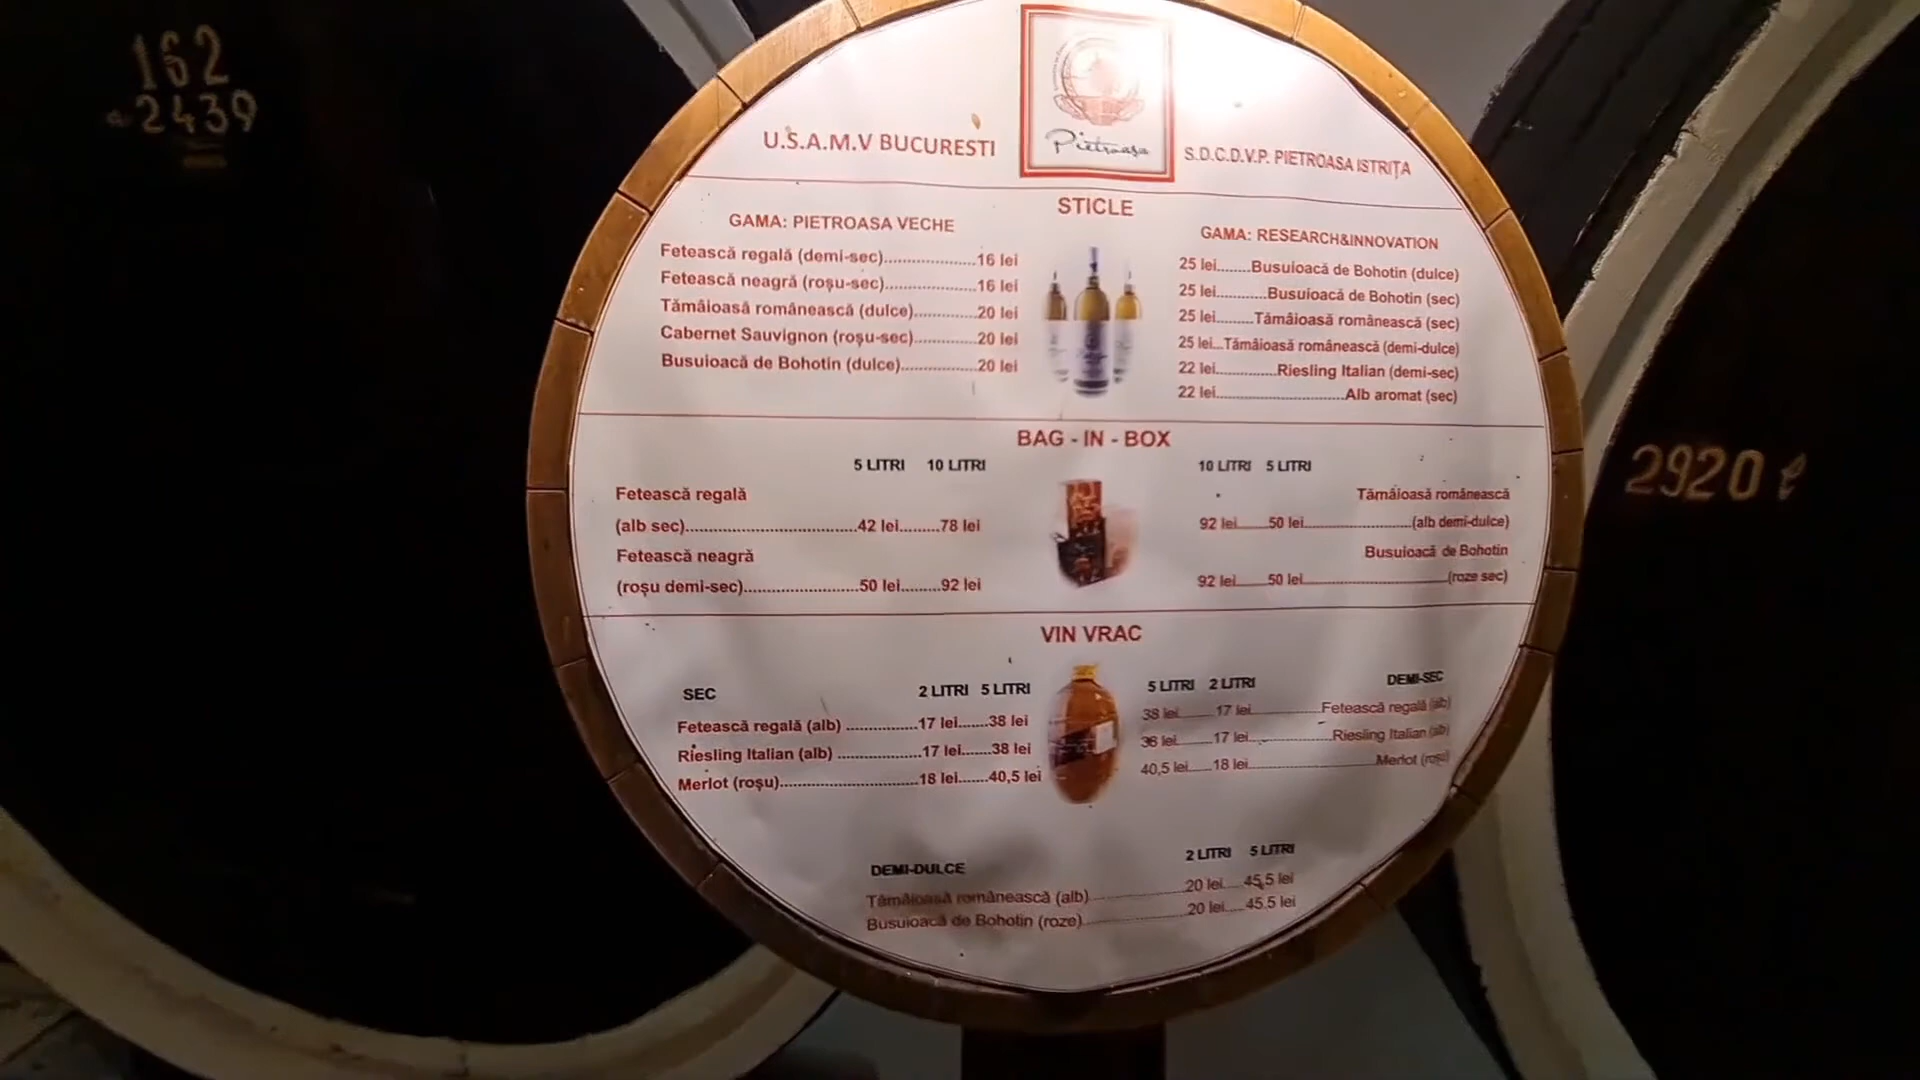 162
2439
U.S.A.M.V BUCURESTI
Pietroasa
S.D.C.D.V.P. PIETROASA ISTRIȚA
STICLE
GAMA: PIETROASA VECHE
Fetească regală (demi-sec)....................16 lei
Fetească neagră (roșu-sec)....................16 lei
Tămâioasă românească (dulce)..............20 lei
Cabernet Sauvignon (roșu-sec)..............20 lei
Busuioacă de Bohotin (dulce).................20 lei
GAMA: RESEARCH&INNOVATION
25 lei........Busuioacă de Bohotin (dulce)
25 lei............Busuioacă de Bohotin (sec)
25 lei.........Tămâioasă românească (sec)
25 lei...Tămâioasă românească (demi-dulce)
22 lei..............Riesling Italian (demi-sec)
22 lei..............................Alb aromat (sec)
BAG - IN - BOX
5 LITRI 10 LITRI
Fetească regală
(alb sec)......................................42 lei.........78 lei
Fetească neagră
(roșu demi-sec).........................50 lei.........92 lei
10 LITRI 5 LITRI
Tămâioasă românească
92 lei........50 lei..........................(alb demi-dulce)
Busuioacă de Bohotin
92 lei........50 lei...................................(roze sec)
2920 l
VIN VRAC
SEC 2 LITRI 5 LITRI
Fetească regală (alb) ................17 lei.......38 lei
Riesling Italian (alb) ...................17 lei.......38 lei
Merlot (roșu)...............................18 lei.......40,5 lei
5 LITRI 2 LITRI DEMI-SEC
38 lei.........17 lei.................Fetească regală (alb)
38 lei.........17 lei....................Riesling Italian (alb)
40,5 lei......18 lei...............................Merlot (roșu)
DEMI-DULCE 2 LITRI 5 LITRI
Tămâioasă românească (alb).....................20 lei.....45,5 lei
Busuioacă de Bohotin (roze)......................20 lei.....45.5 lei